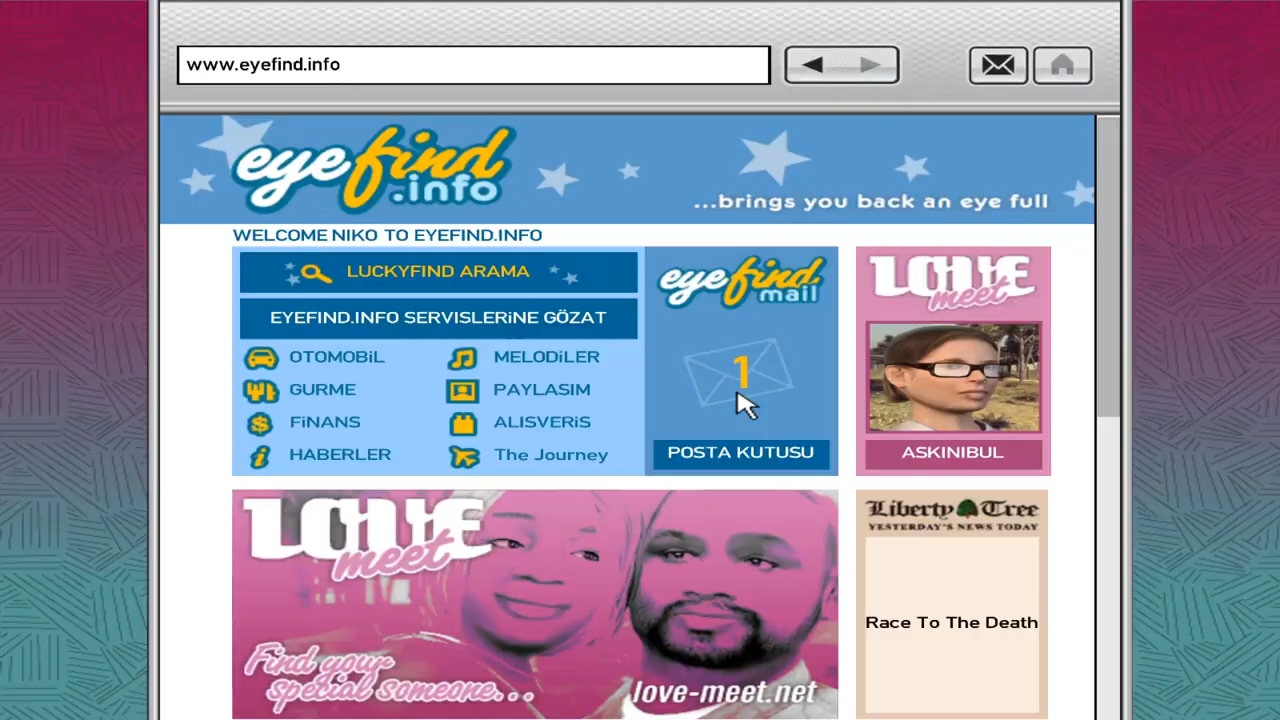 www.eyefind.info
eyefind
.info
...brings you back an eye full
WELCOME NIKO TO EYEFIND.INFO
LUCKYFIND ARAMA
EYEFIND.INFO SERVISLERiNE GÖZAT
OTOMOBiL
MELODiLER
GURME
PAYLASIM
FiNANS
ALISVERiS
HABERLER
The Journey
eyefind
mail
1
POSTA KUTUSU
LOVE
meet
ASKINIBUL
LOVE
meet
Find your
special someone...
love-meet.net
Liberty Tree
YESTERDAY'S NEWS TODAY
Race To The Death